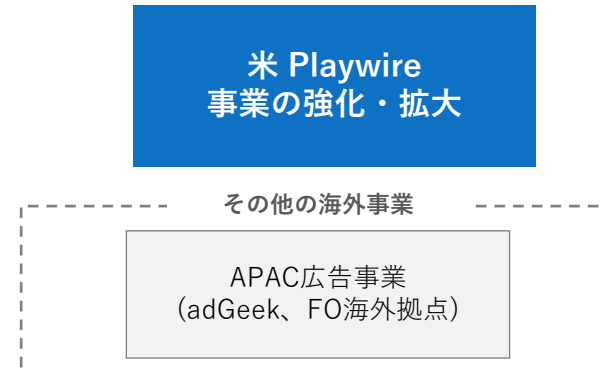 米 Playwire
事業の強化・拡大
その他の海外事業
APAC広告事業
（adGeek、FO海外拠点）